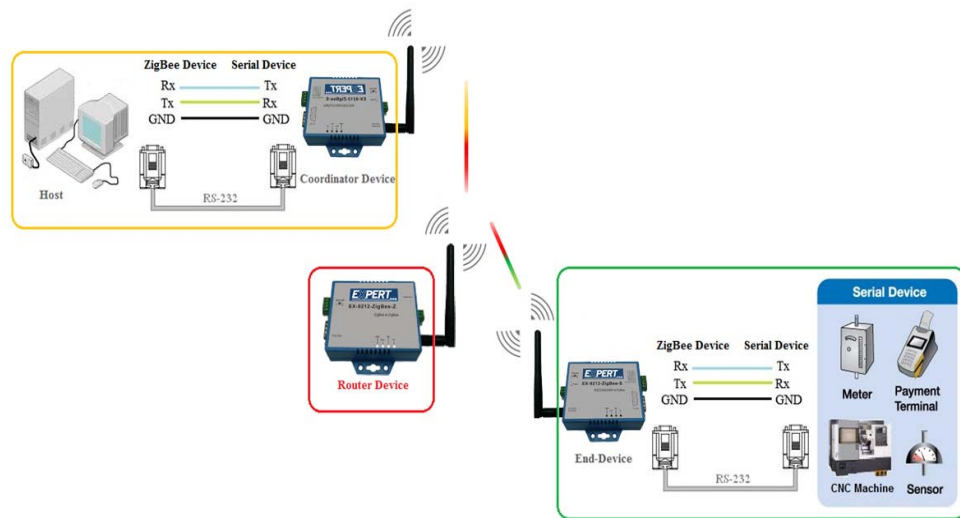 ZigBee Device Serial Device
Rx Tx
Tx Rx
GND GND
Host
RS-232
Coordinator Device
EXPERT
EX-9212-ZigBee-Z
Router Device
EXPERT
EX-9212-ZigBee-S
End-Device
ZigBee Device Serial Device
Rx Tx
Tx Rx
GND GND
RS-232
Serial Device
Meter
Payment
Terminal
CNC Machine
Sensor